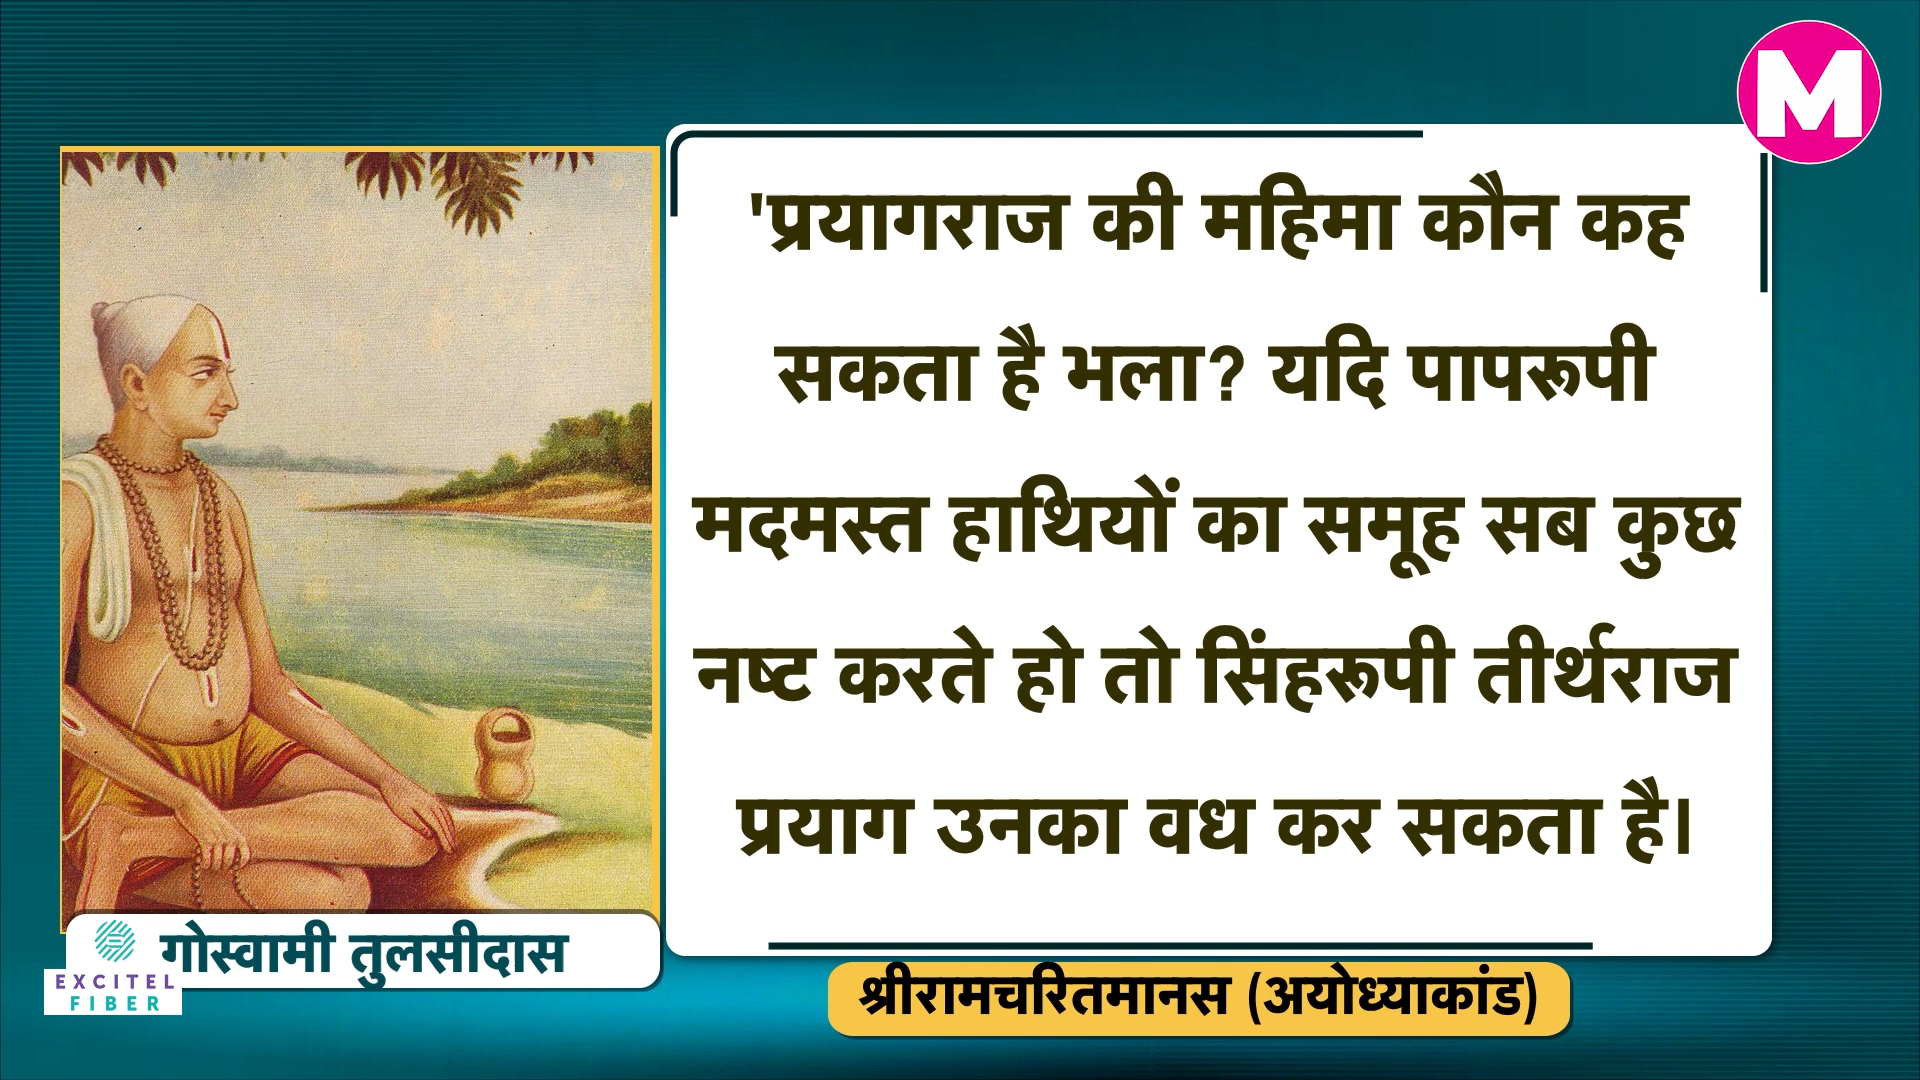 M
'प्रयागराज की महिमा कौन कह
सकता है भला? यदि पापरूपी
मदमस्त हाथियों का समूह सब कुछ
नष्ट करते हो तो सिंहरूपी तीर्थराज
प्रयाग उनका वध कर सकता है।
गोस्वामी तुलसीदास
EXCITEL
FIBER
श्रीरामचरितमानस (अयोध्याकांड)